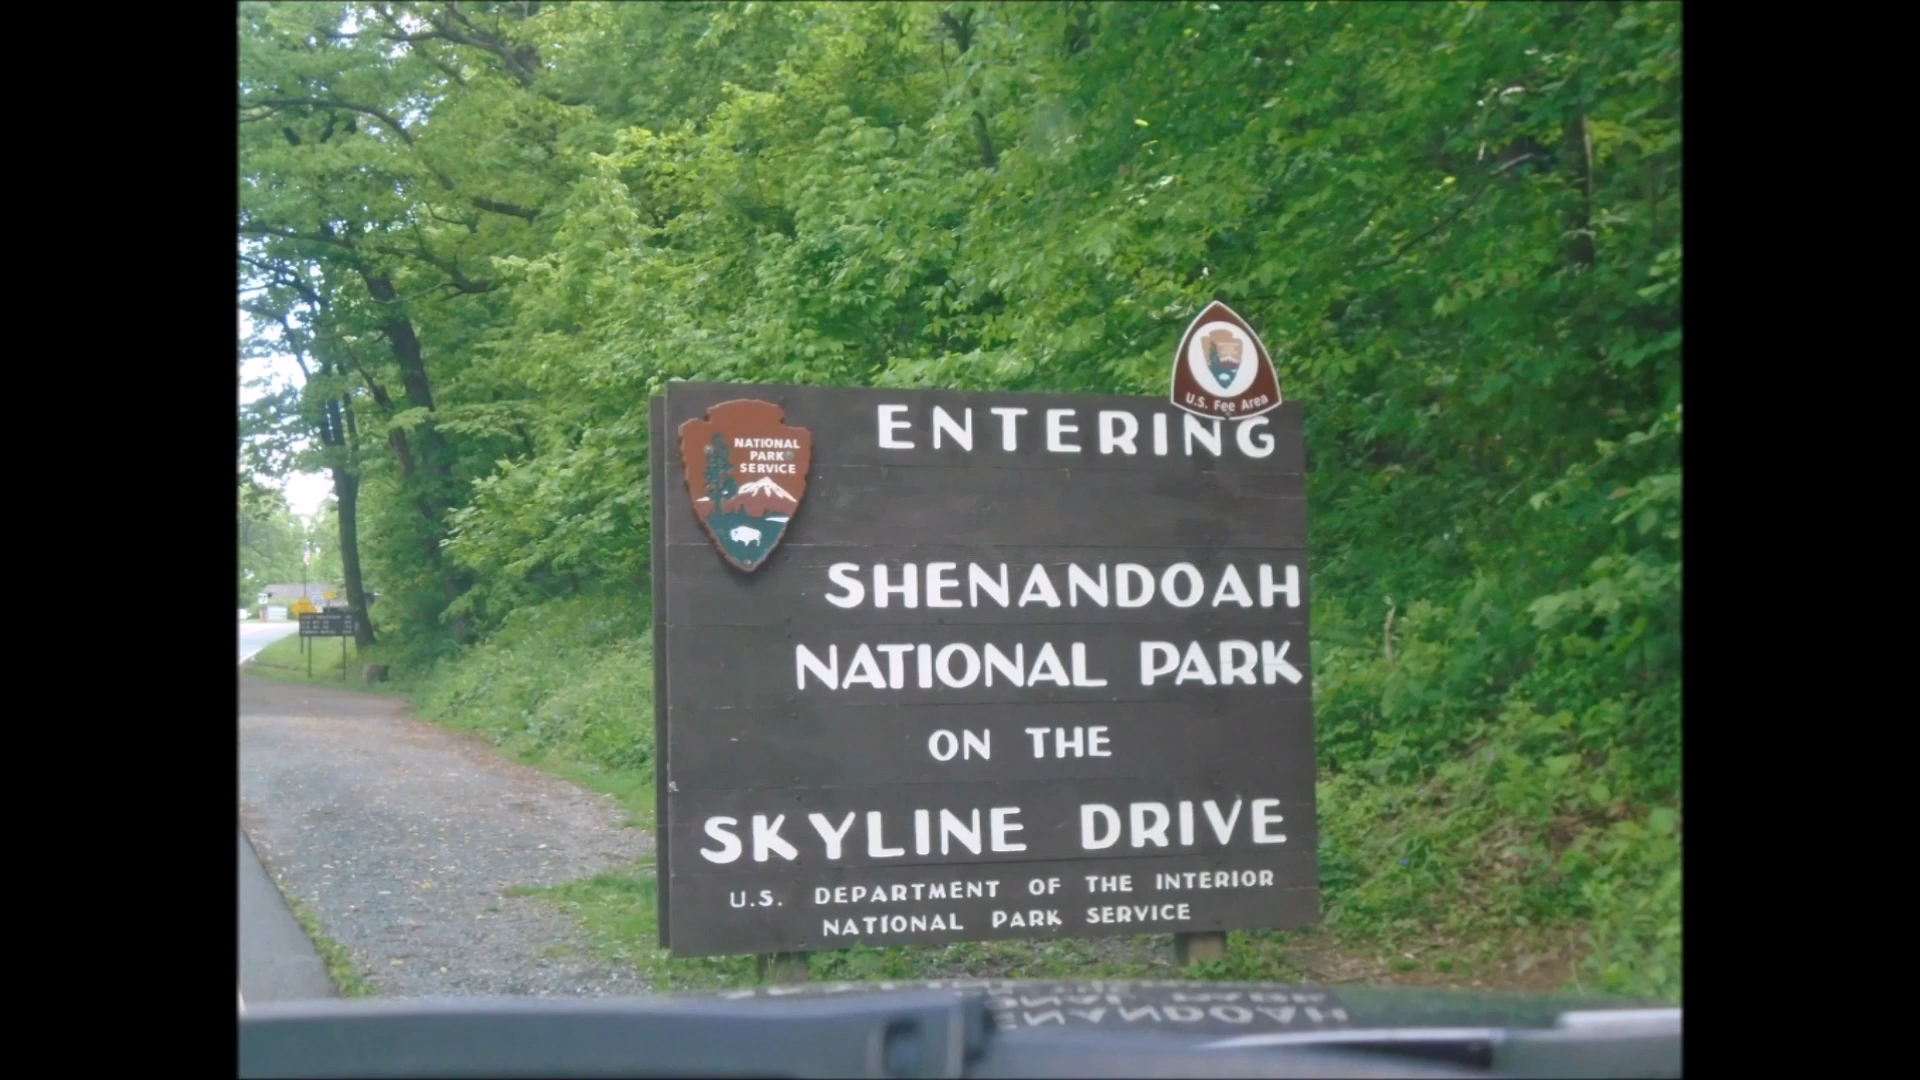 U.S. Fee Area
NATIONAL
PARK
SERVICE
ENTERING
SHENANDOAH
NATIONAL PARK
ON THE
SKYLINE DRIVE
U.S. DEPARTMENT OF THE INTERIOR
NATIONAL PARK SERVICE